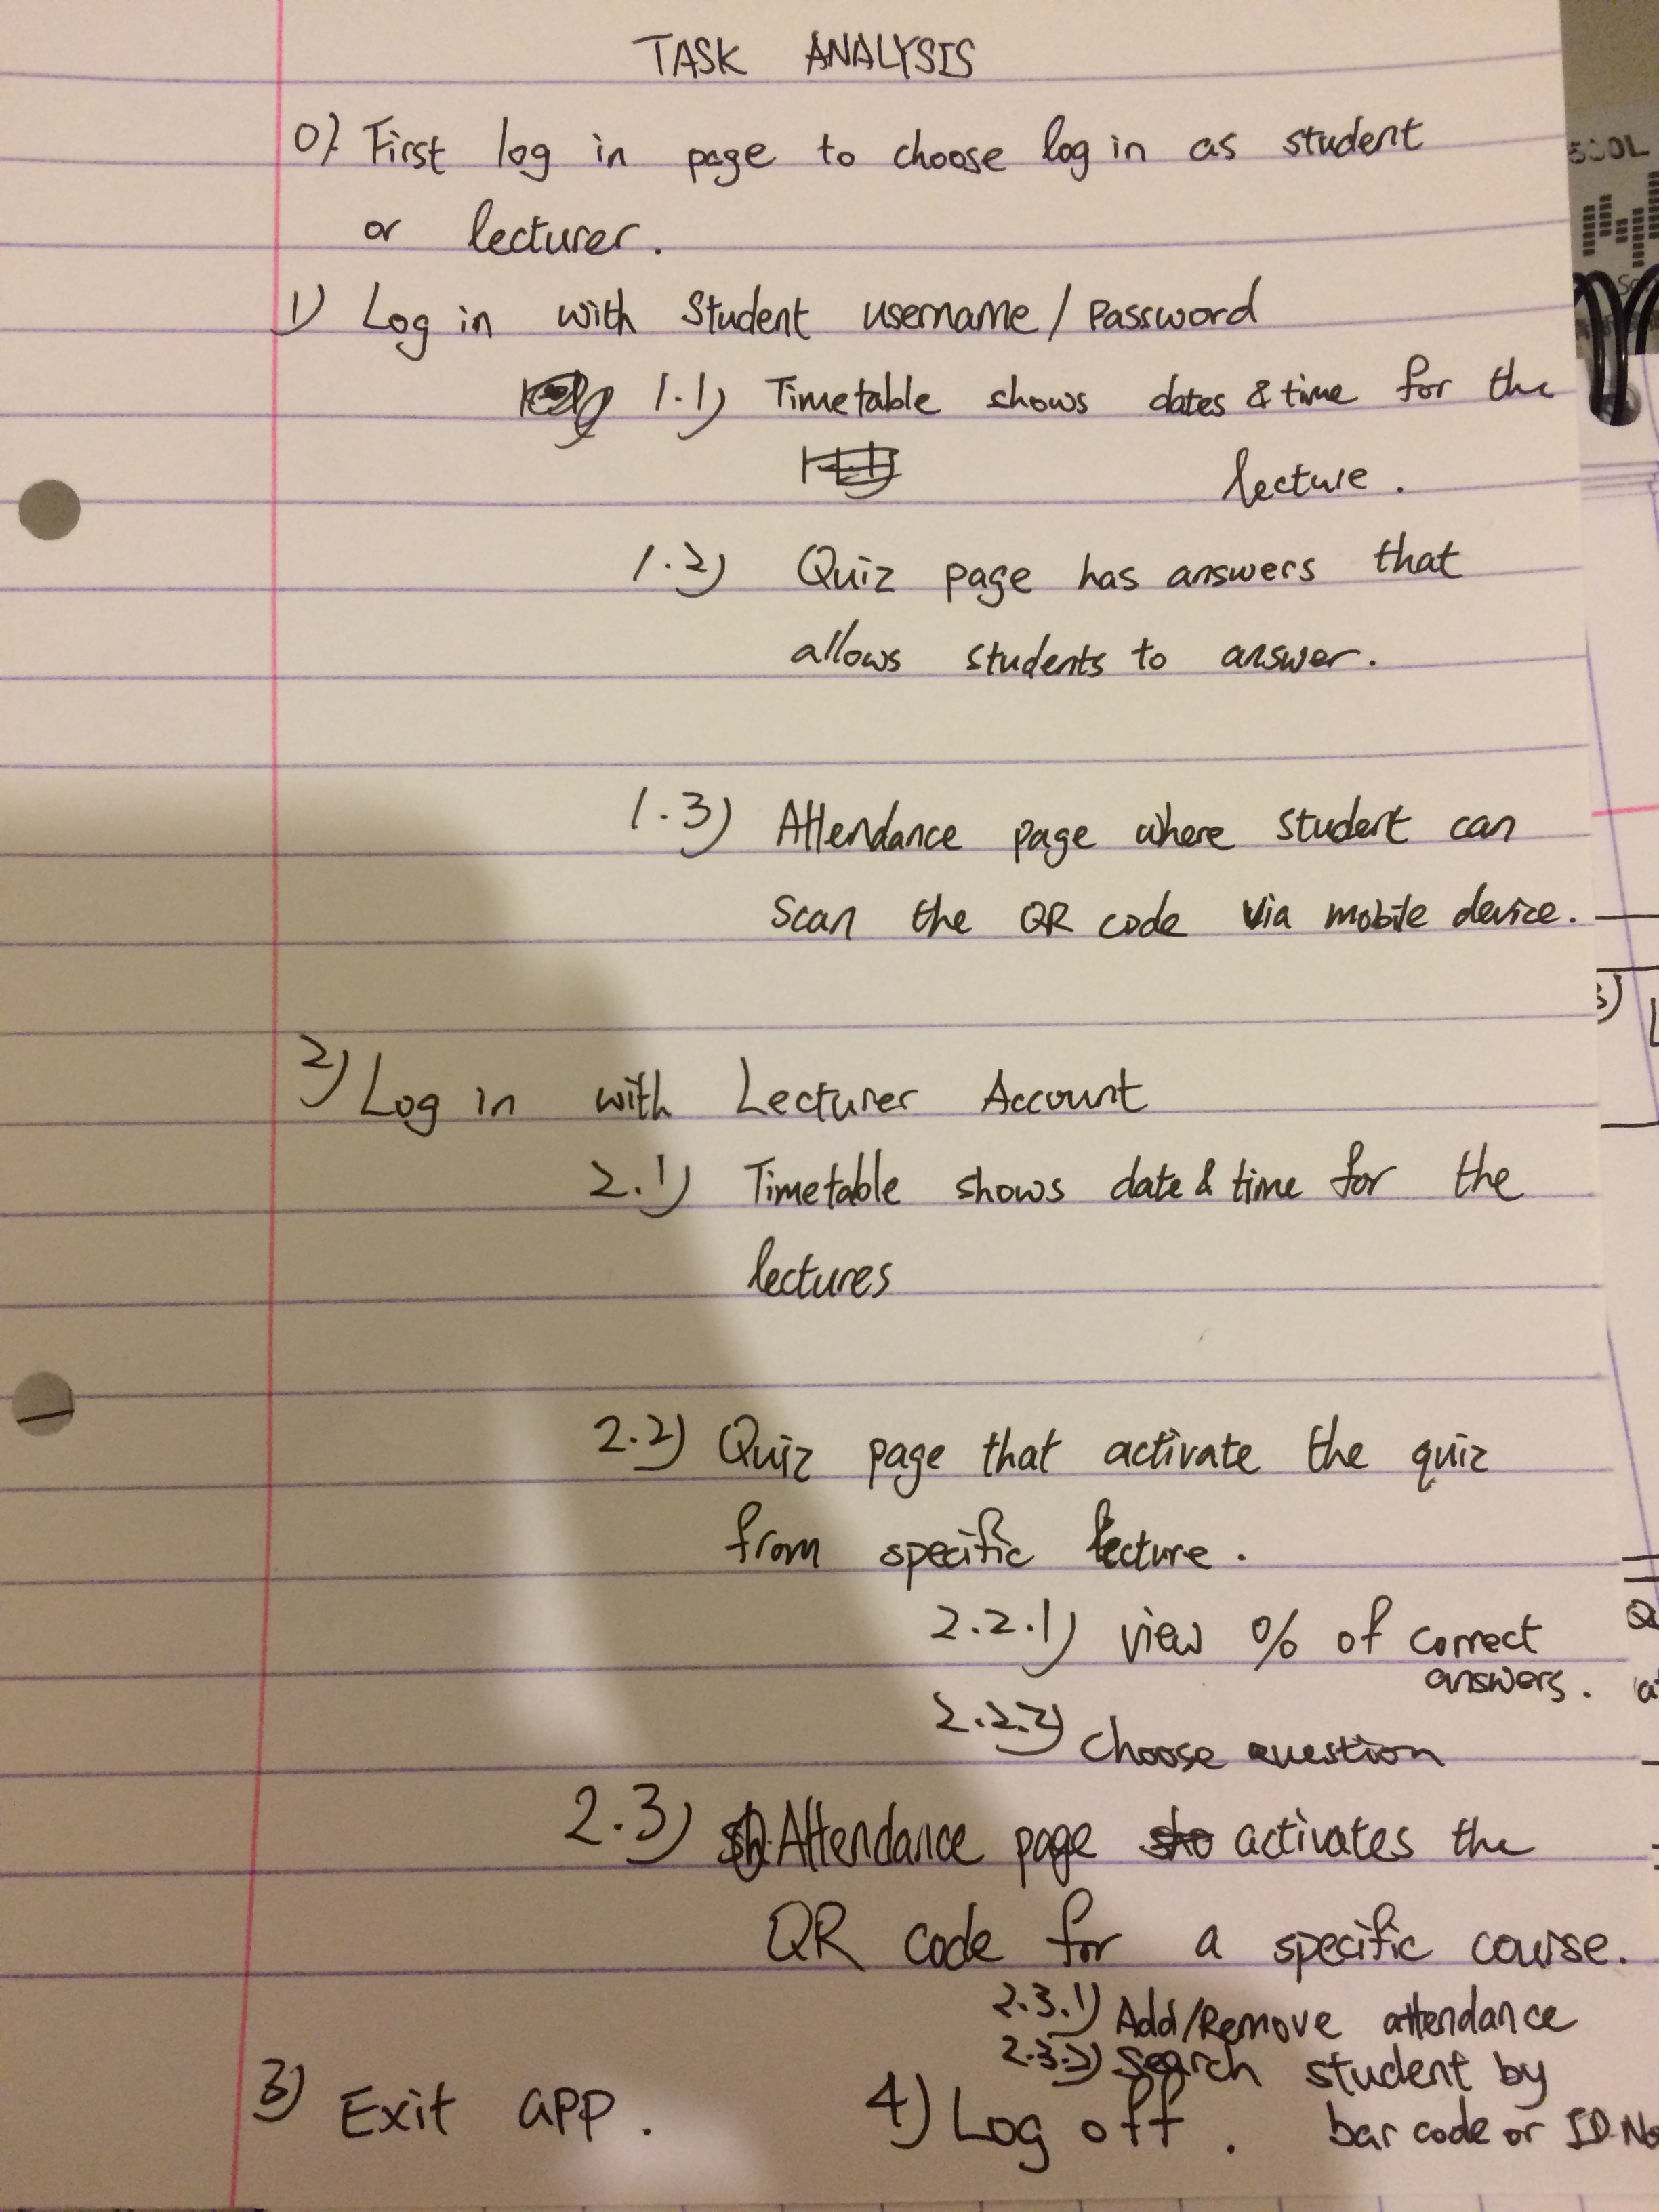 TASK ANALYSIS
0) First log in page to choose log in as student
or lecturer.
1) Log in with Student username/Password
1.1) Timetable shows dates & time for the
lecture.
1.2) Quiz page has answers that
allows students to answer.
1.3) Attendance page where student can
scan the QR code via mobile device.
2) Log in with Lecturer Account
2.1) Timetable shows date & time for the
lectures
2.2) Quiz page that activate the quiz
from specific lecture.
2.2.1) view % of correct
answers.
2.2.2) choose question
2.3) Attendance page activates the
QR code for a specific course.
2.3.1) Add/Remove attendance
2.3.2) Search student by
bar code or ID No
3) Exit app.
4) Log off.